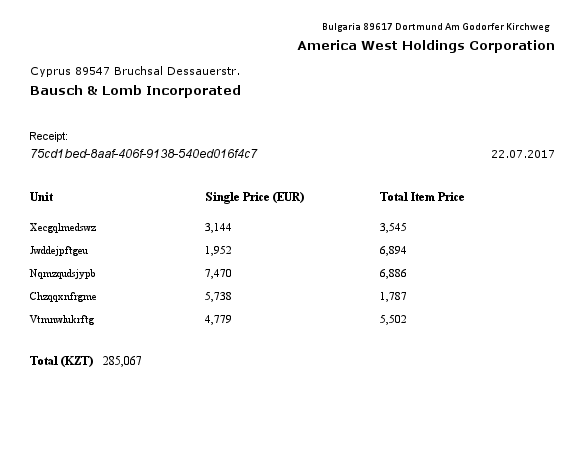 Bulgaria 89617 Dortmund Am Godorfer Kirchweg
America West Holdings Corporation
Cyprus 89547 Bruchsal Dessauerstr.
Bausch & Lomb Incorporated
Receipt:
75cd1bed-8aaf-406f-9138-540ed016f4c7 22.07.2017
Unit Single Price (EUR) Total Item Price
Xecgqlmedswz 3,144 3,545
Jwddejpftgeu 1,952 6,894
Nqmzqudsjypb 7,470 6,886
Chzqqxnfrgme 5,738 1,787
Vtmnwlukrftg 4,779 5,502
Total (KZT) 285,067